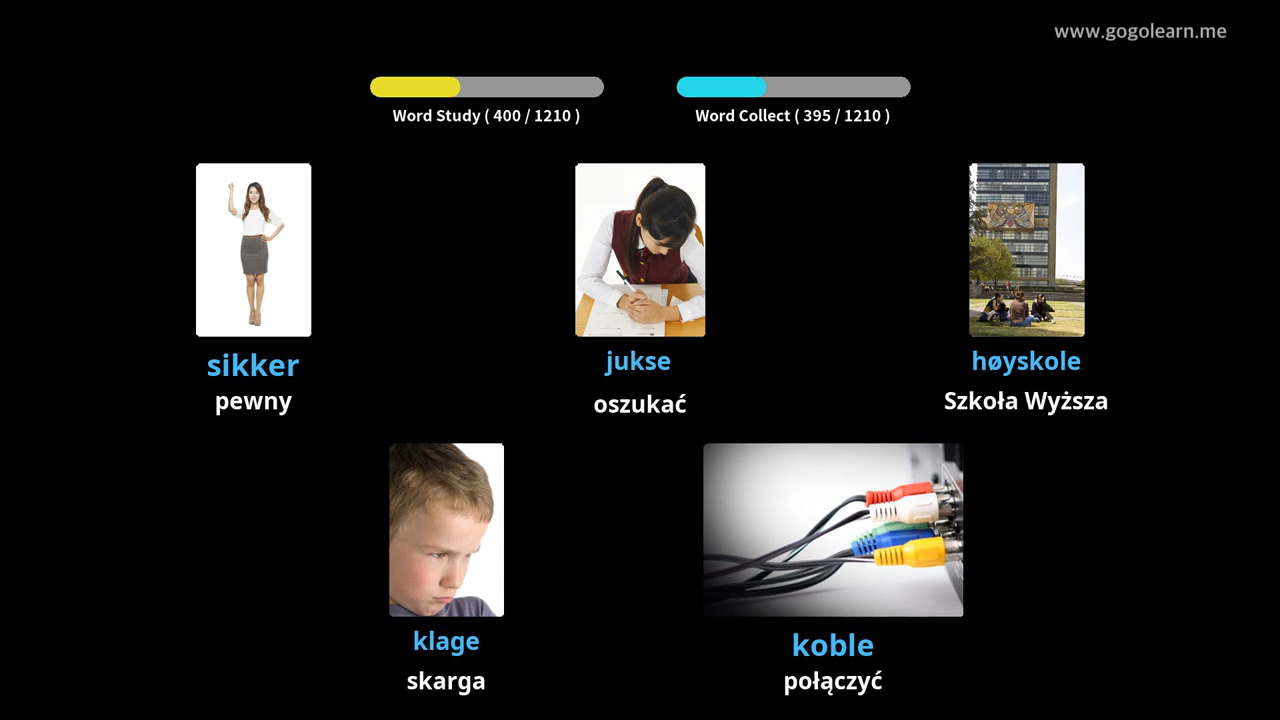 www.gogolearn.me
Word Study ( 400 / 1210 )
Word Collect ( 395 / 1210 )
sikker
pewny
jukse
oszukać
høyskole
Szkoła Wyższa
klage
skarga
koble
połączyć